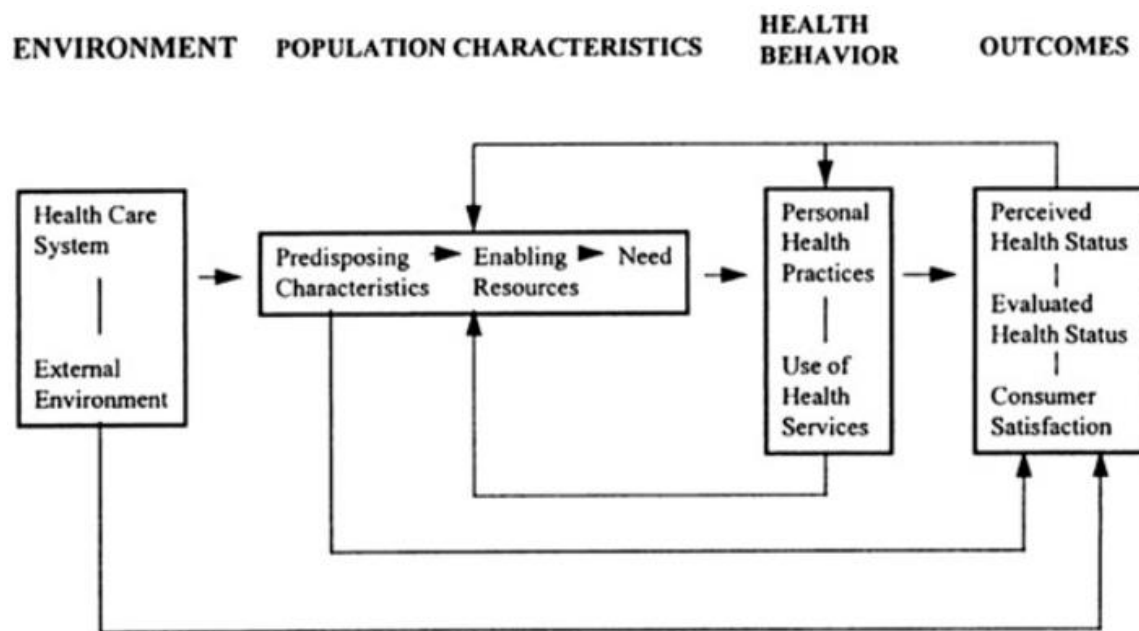 ENVIRONMENT
POPULATION CHARACTERISTICS
HEALTH
BEHAVIOR
OUTCOMES
Health Care
System
External
Environment
Predisposing
Characteristics
Enabling
Resources
Need
Personal
Health
Practices
Use of
Health
Services
Perceived
Health Status
Evaluated
Health Status
Consumer
Satisfaction